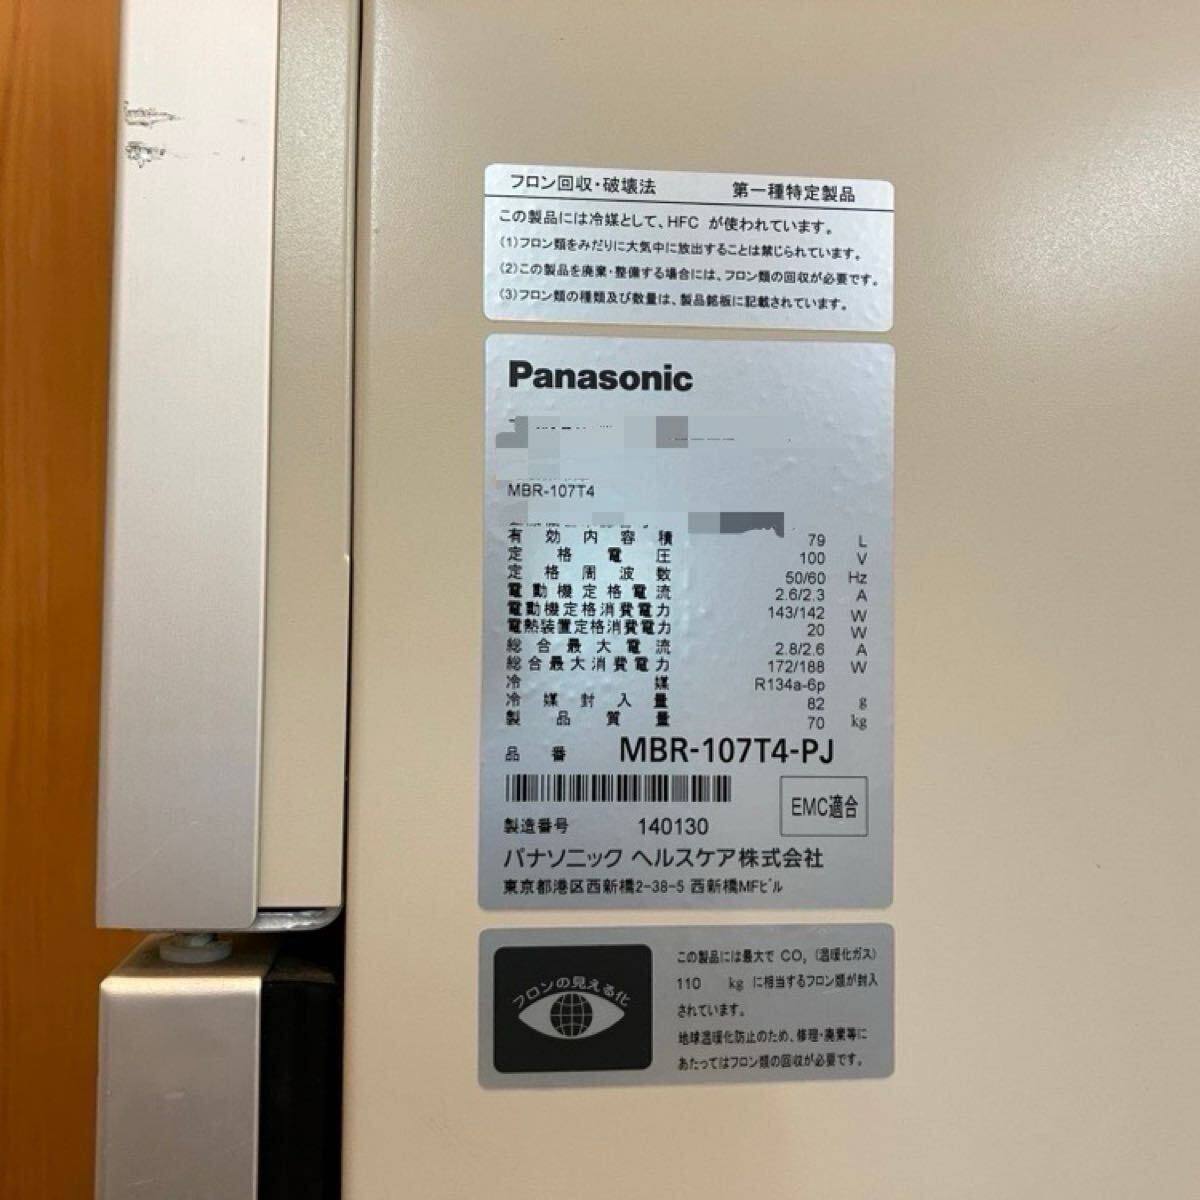 フロン回収・破壊法 第一種特定製品
この製品には冷媒として、HFC が使われています。
(1)フロン類をみだりに大気中に放出することは禁じられています。
(2)この製品を廃棄・整備する場合には、フロン類の回収が必要です。
(3)フロン類の種類及び数量は、製品銘板に記載されています。
Panasonic
MBR-107T4
有効内容積 79 L
定格電圧 100 V
定格周波数 50/60 Hz
電動機定格電流 2.6/2.3 A
電動機定格消費電力 143/142 W
電熱装置定格消費電力 20 W
総合最大電流 2.8/2.6 A
総合最大消費電力 172/188 W
冷媒 R134a-6p
冷媒封入量 82 g
製品質量 70 kg
品番 MBR-107T4-PJ
EMC適合
製造番号 140130
パナソニック ヘルスケア株式会社
東京都港区西新橋2-38-5 西新橋MFビル
フロンの見える化
この製品には最大で CO₂ (温暖化ガス)
110 kg に相当するフロン類が封入
されています。
地球温暖化防止のため、修理・廃棄等に
あたってはフロン類の回収が必要です。